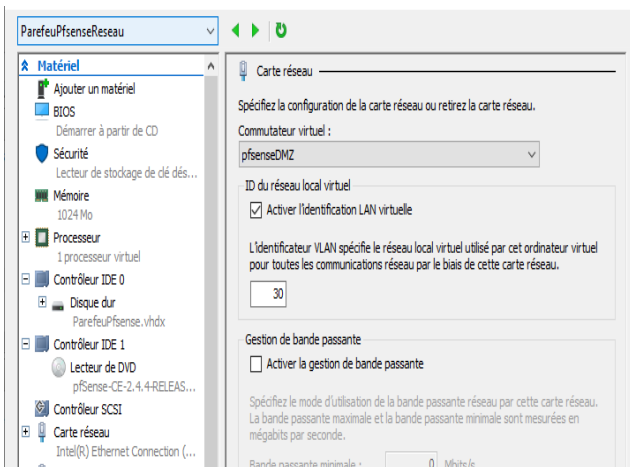 ParefeuPfsenseReseau
Matériel
Ajouter un matériel
BIOS
Démarrer à partir de CD
Sécurité
Lecteur de stockage de clé dés...
Mémoire
1024 Mo
Processeur
1 processeur virtuel
Contrôleur IDE 0
Disque dur
ParefeuPfsense.vhdx
Contrôleur IDE 1
Lecteur de DVD
pfSense-CE-2.4.4-RELEAS...
Contrôleur SCSI
Carte réseau
Intel(R) Ethernet Connection (...
Carte réseau
Spécifiez la configuration de la carte réseau ou retirez la carte réseau.
Commutateur virtuel :
pfsenseDMZ
ID du réseau local virtuel
Activer l'identification LAN virtuelle
L'identificateur VLAN spécifie le réseau local virtuel utilisé par cet ordinateur virtuel
pour toutes les communications réseau par le biais de cette carte réseau.
30
Gestion de bande passante
Activer la gestion de bande passante
Spécifiez le mode d'utilisation de la bande passante réseau par cette carte réseau.
La bande passante maximale et la bande passante minimale sont mesurées en
mégabits par seconde.
Bande passante minimale : 0 Mbits/s